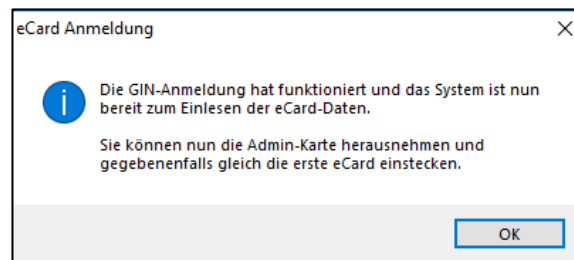 eCard Anmeldung
Die GIN-Anmeldung hat funktioniert und das System ist nun
bereit zum Einlesen der eCard-Daten.
Sie können nun die Admin-Karte herausnehmen und
gegebenenfalls gleich die erste eCard einstecken.
OK